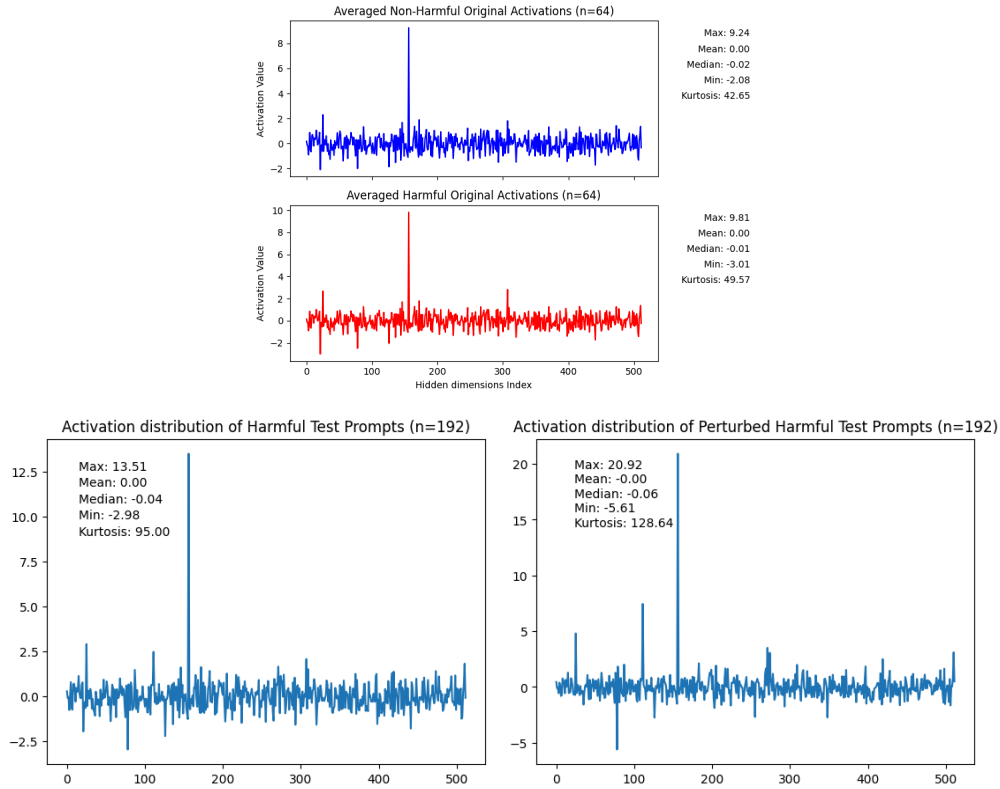 Averaged Non-Harmful Original Activations (n=64)
Activation Value
8
6
4
2
0
−2
Max: 9.24
Mean: 0.00
Median: -0.02
Min: -2.08
Kurtosis: 42.65
Averaged Harmful Original Activations (n=64)
Activation Value
10
8
6
4
2
0
−2
0
100
200
300
400
500
Hidden dimensions Index
Max: 9.81
Mean: 0.00
Median: -0.01
Min: -3.01
Kurtosis: 49.57
Activation distribution of Harmful Test Prompts (n=192)
Max: 13.51
Mean: 0.00
Median: -0.04
Min: -2.98
Kurtosis: 95.00
12.5
10.0
7.5
5.0
2.5
0.0
−2.5
0
100
200
300
400
500
Activation distribution of Perturbed Harmful Test Prompts (n=192)
Max: 20.92
Mean: -0.00
Median: -0.06
Min: -5.61
Kurtosis: 128.64
20
15
10
5
0
−5
0
100
200
300
400
500